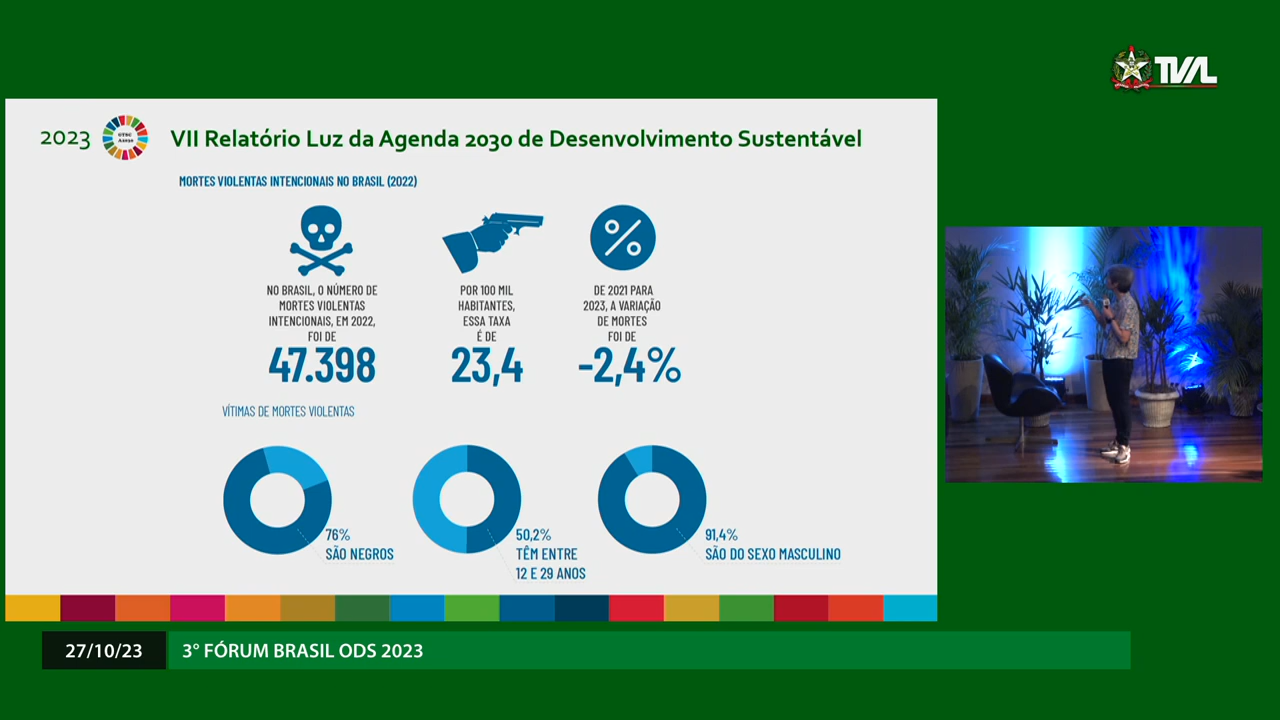 TVAL
2023
GTSC
A2030
VII Relatório Luz da Agenda 2030 de Desenvolvimento Sustentável
MORTES VIOLENTAS INTENCIONAIS NO BRASIL (2022)
NO BRASIL, O NÚMERO DE
MORTES VIOLENTAS
INTENCIONAIS, EM 2022,
FOI DE
47.398
POR 100 MIL
HABITANTES,
ESSA TAXA
É DE
23,4
%
DE 2021 PARA
2023, A VARIAÇÃO
DE MORTES
FOI DE
-2,4%
VÍTIMAS DE MORTES VIOLENTAS
76%
SÃO NEGROS
50,2%
TÊM ENTRE
12 E 29 ANOS
91,4%
SÃO DO SEXO MASCULINO
27/10/23
3° FÓRUM BRASIL ODS 2023